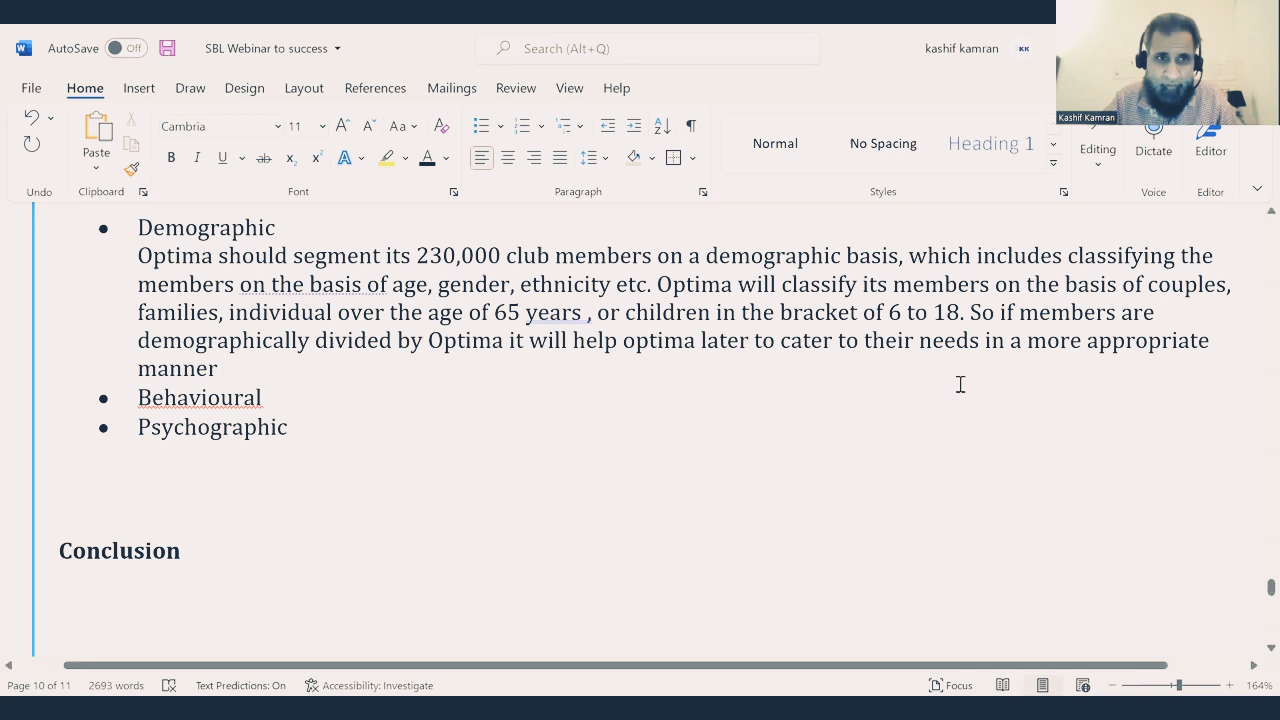 AutoSave Off SBL Webinar to success Search (Alt+Q) kashif kamran KK
File Home Insert Draw Design Layout References Mailings Review View Help
Kashif Kamran
Cambria 11 Aa A
Paste
B I U ab x₂ x² A A
Normal No Spacing Heading 1
Editing Dictate Editor
Undo Clipboard Font Paragraph Styles Voice Editor
• Demographic
Optima should segment its 230,000 club members on a demographic basis, which includes classifying the
members on the basis of age, gender, ethnicity etc. Optima will classify its members on the basis of couples,
families, individual over the age of 65 years , or children in the bracket of 6 to 18. So if members are
demographically divided by Optima it will help optima later to cater to their needs in a more appropriate
manner
• Behavioural
• Psychographic
Conclusion
Page 10 of 11 2693 words Text Predictions: On Accessibility: Investigate Focus 164%